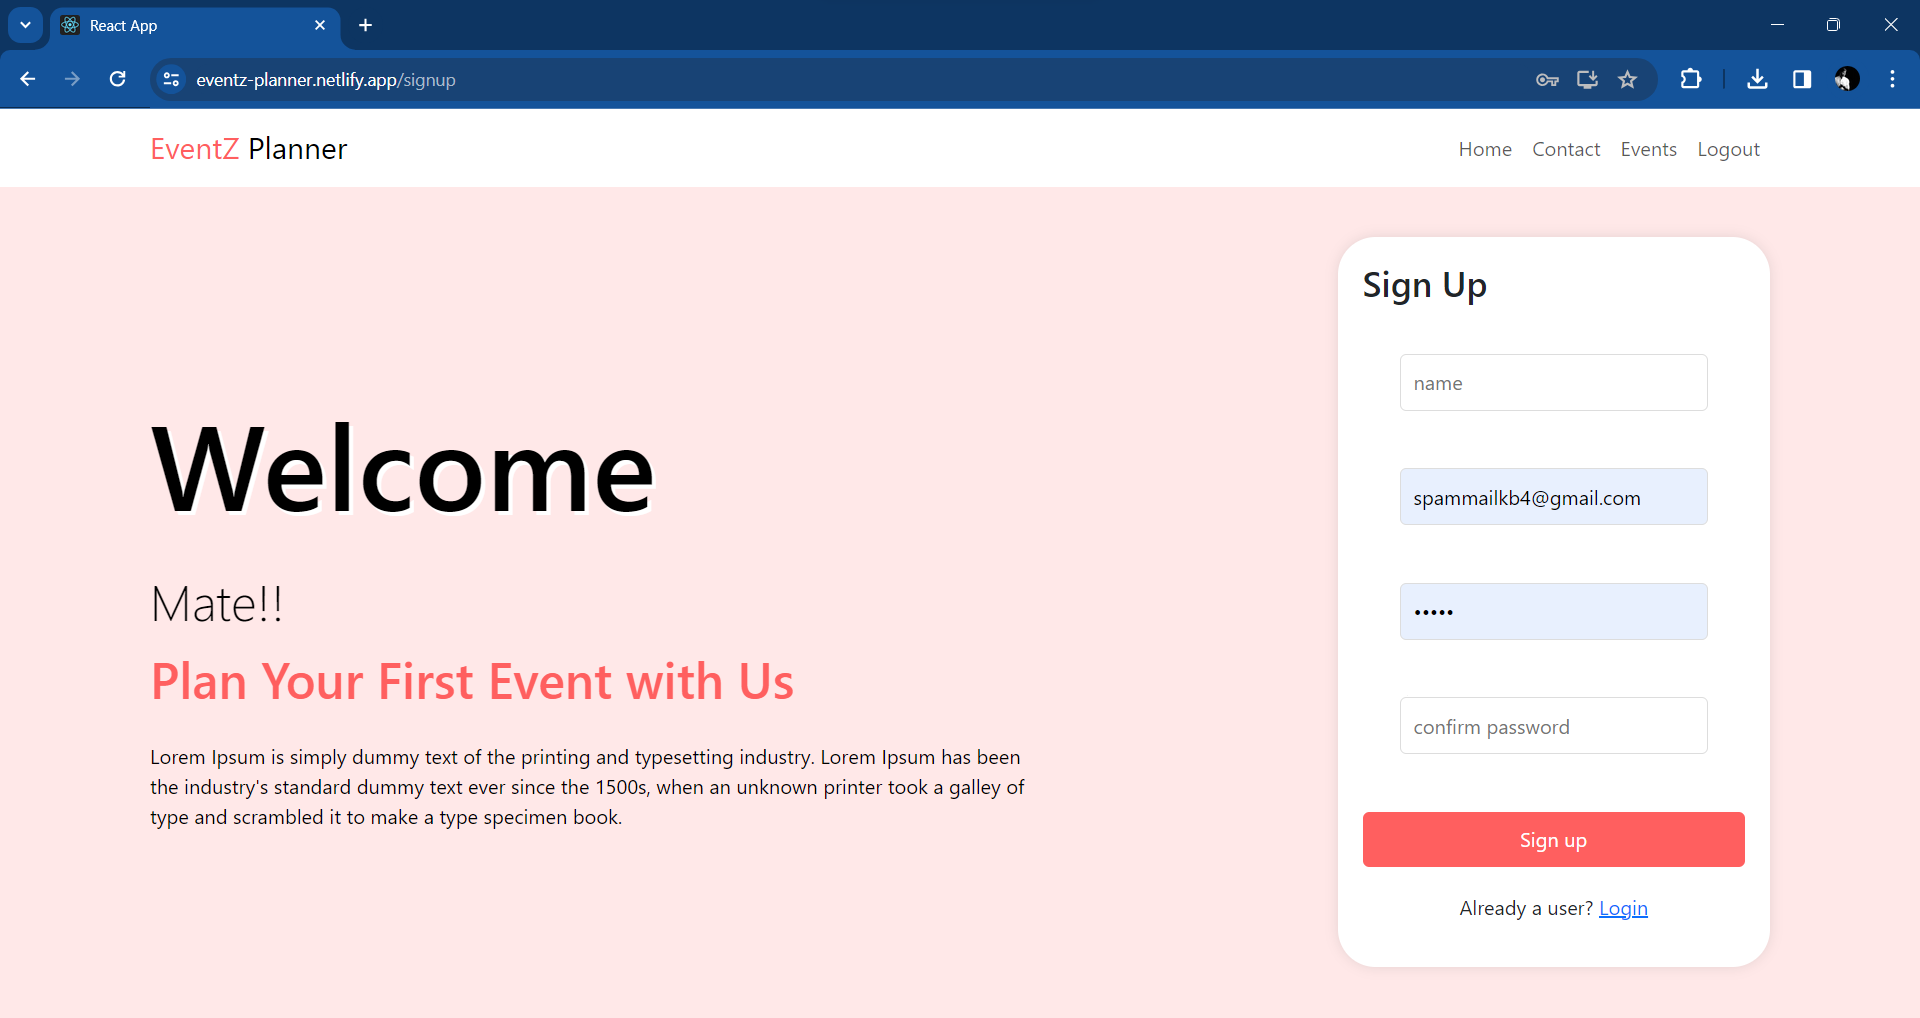 React App
eventz-planner.netlify.app/signup
EventZ Planner
Home Contact Events Logout
Welcome
Mate!!
Plan Your First Event with Us
Lorem Ipsum is simply dummy text of the printing and typesetting industry. Lorem Ipsum has been
the industry's standard dummy text ever since the 1500s, when an unknown printer took a galley of
type and scrambled it to make a type specimen book.
Sign Up
name
spammailkb4@gmail.com
•••••
confirm password
Sign up
Already a user? Login